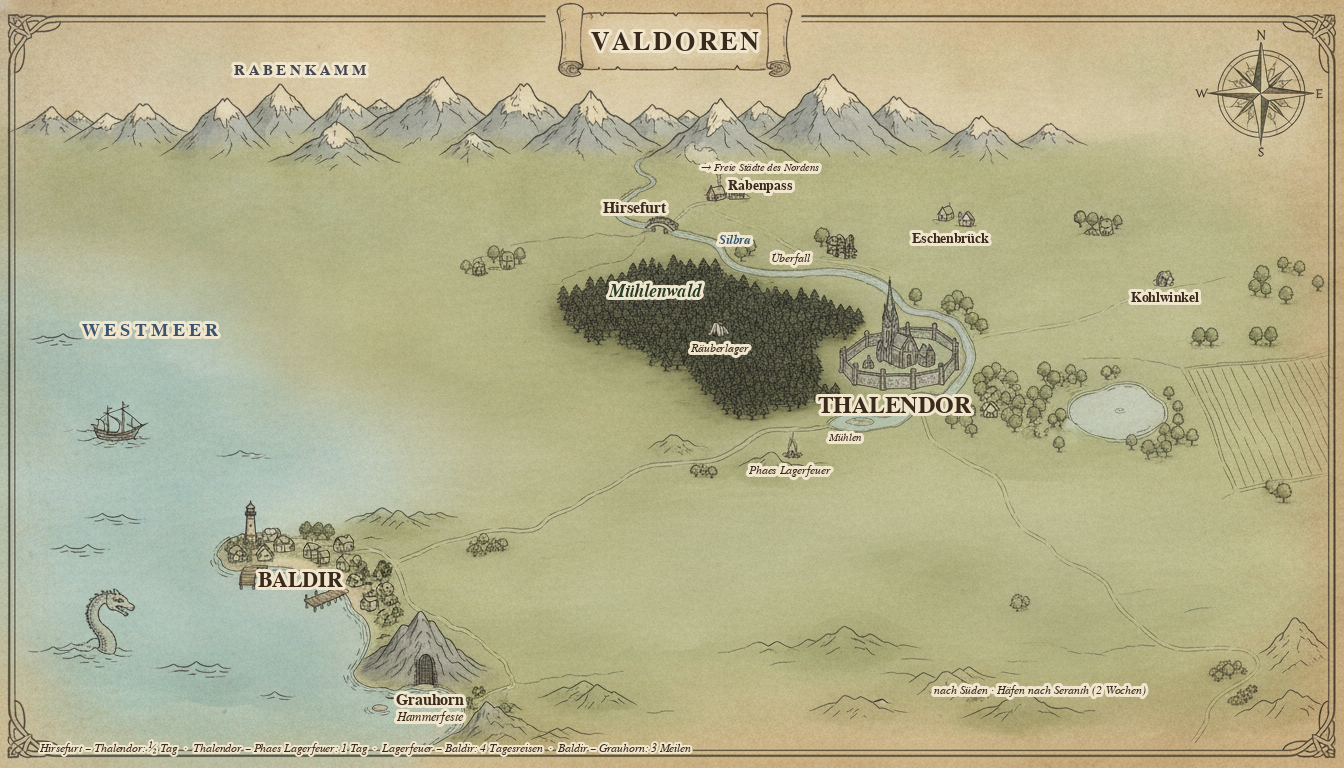 VALDOREN
RABENKAMM
N
W
E
S
→ Freie Städte des Nordens
Rabenpass
Hirsefurt
Silbra
Überfall
Eschenbrück
Mühlenwald
Kohlwinkel
WESTMEER
Räuberlager
THALENDOR
Mühlen
Phaes Lagerfeuer
BALDIR
Grauhorn
Hammerfeste
nach Süden · Häfen nach Seranth (2 Wochen)
Hirsefurt – Thalendor: ½ Tag · Thalendor – Phaes Lagerfeuer: 1 Tag · Lagerfeuer – Baldir: 4 Tagesreisen · Baldir – Grauhorn: 3 Meilen